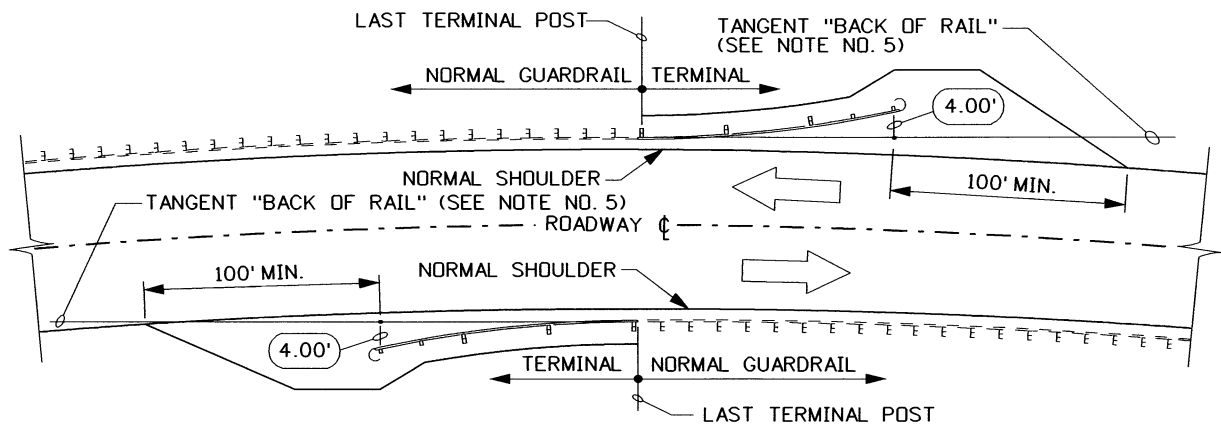 LAST TERMINAL POST
TANGENT "BACK OF RAIL"
(SEE NOTE NO. 5)
NORMAL GUARDRAIL
TERMINAL
4.00'
NORMAL SHOULDER
100' MIN.
TANGENT "BACK OF RAIL" (SEE NOTE NO. 5)
ROADWAY ℄
100' MIN.
NORMAL SHOULDER
4.00'
TERMINAL
NORMAL GUARDRAIL
LAST TERMINAL POST